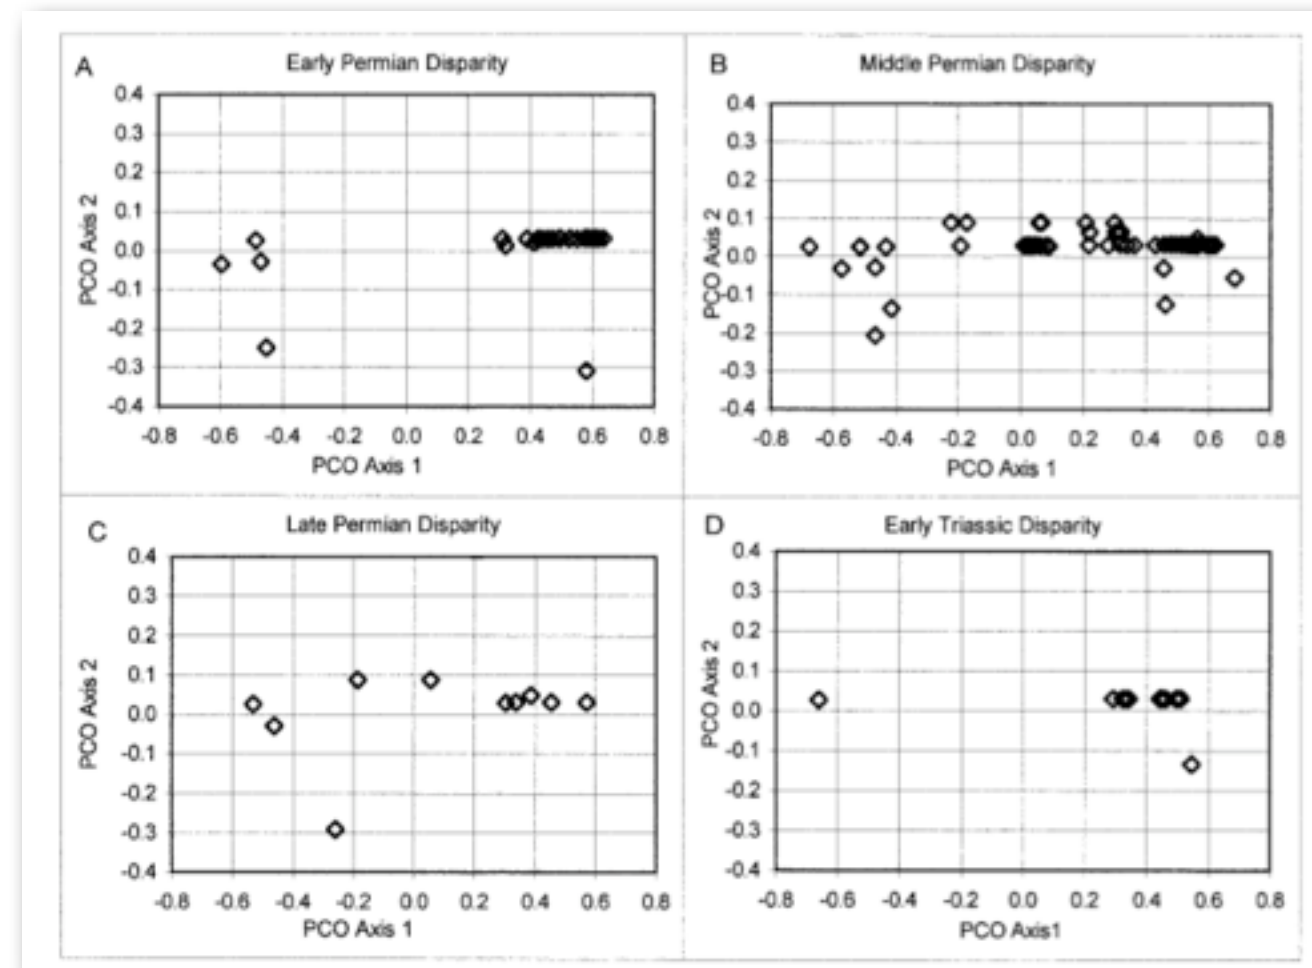 A
Early Permian Disparity
0.4
0.3
0.2
0.1
0.0
-0.1
-0.2
-0.3
-0.4
PCO Axis 2
-0.8 -0.6 -0.4 -0.2 0.0 0.2 0.4 0.6 0.8
PCO Axis 1
B
Middle Permian Disparity
0.4
0.3
0.2
0.1
0.0
-0.1
-0.2
-0.3
-0.4
PCO Axis 2
-0.8 -0.6 -0.4 -0.2 0.0 0.2 0.4 0.6 0.8
PCO Axis 1
C
Late Permian Disparity
0.4
0.3
0.2
0.1
0.0
-0.1
-0.2
-0.3
-0.4
PCO Axis 2
-0.8 -0.6 -0.4 -0.2 0.0 0.2 0.4 0.6 0.8
PCO Axis 1
D
Early Triassic Disparity
0.4
0.3
0.2
0.1
0.0
-0.1
-0.2
-0.3
-0.4
PCO Axis 2
-0.8 -0.6 -0.4 -0.2 0.0 0.2 0.4 0.6 0.8
PCO Axis1